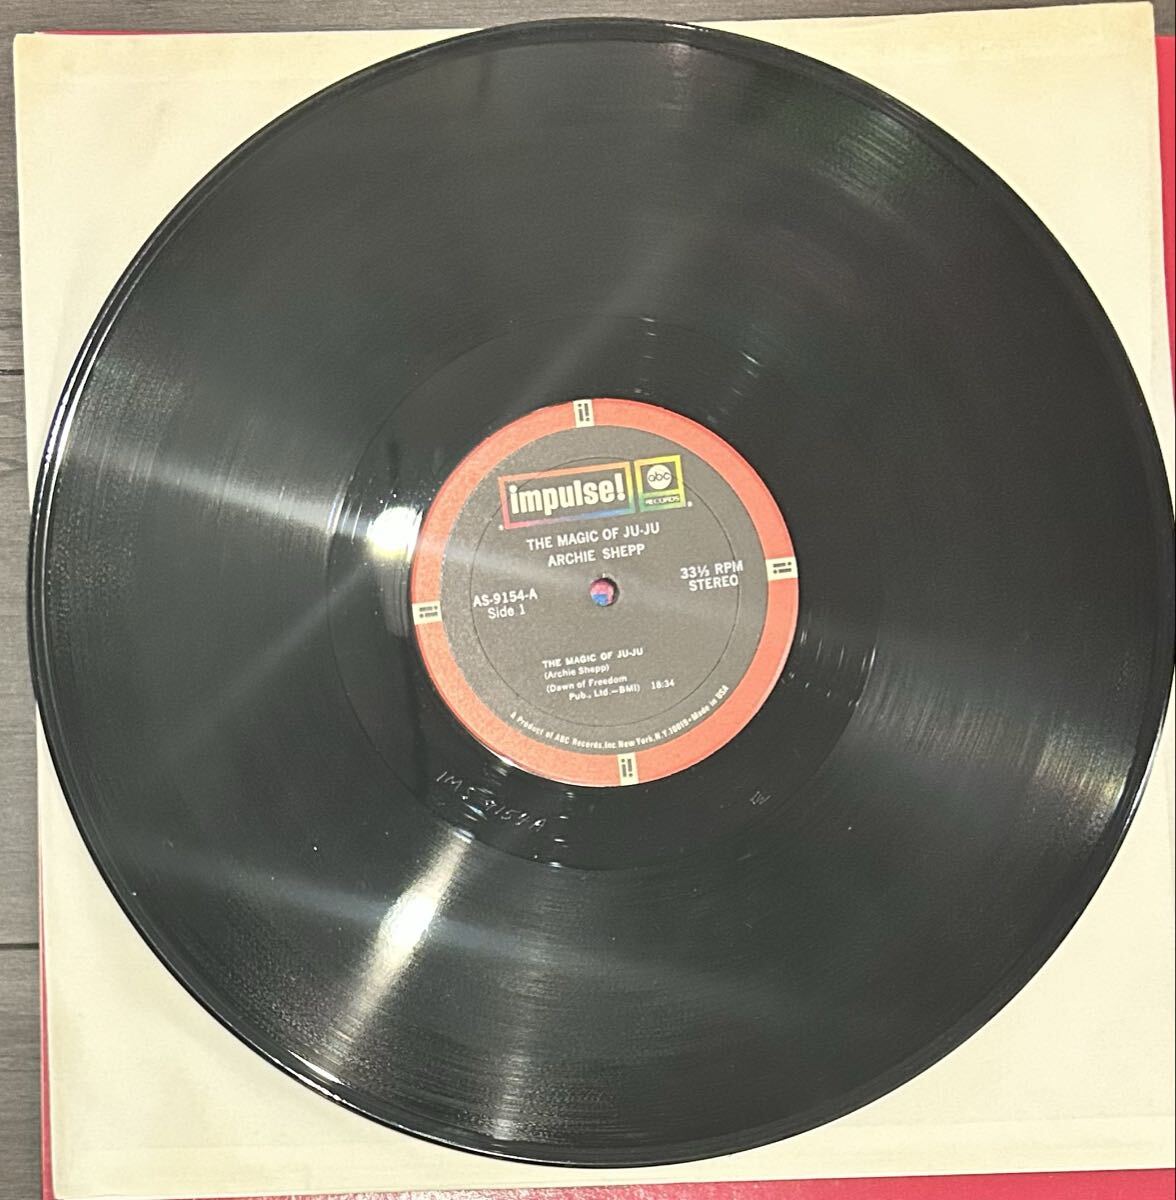 impulse!
abc
RECORDS
THE MAGIC OF JU-JU
ARCHIE SHEPP
AS-9154-A
Side 1
33⅓ RPM
STEREO
THE MAGIC OF JU-JU
(Archie Shepp)
(Dawn of Freedom
Pub., Ltd.—BMI) 18:34
A Product of ABC Records, Inc. New York, N.Y. 10019 • Made in USA
i!
i!
i!
i!
IMS 9154A